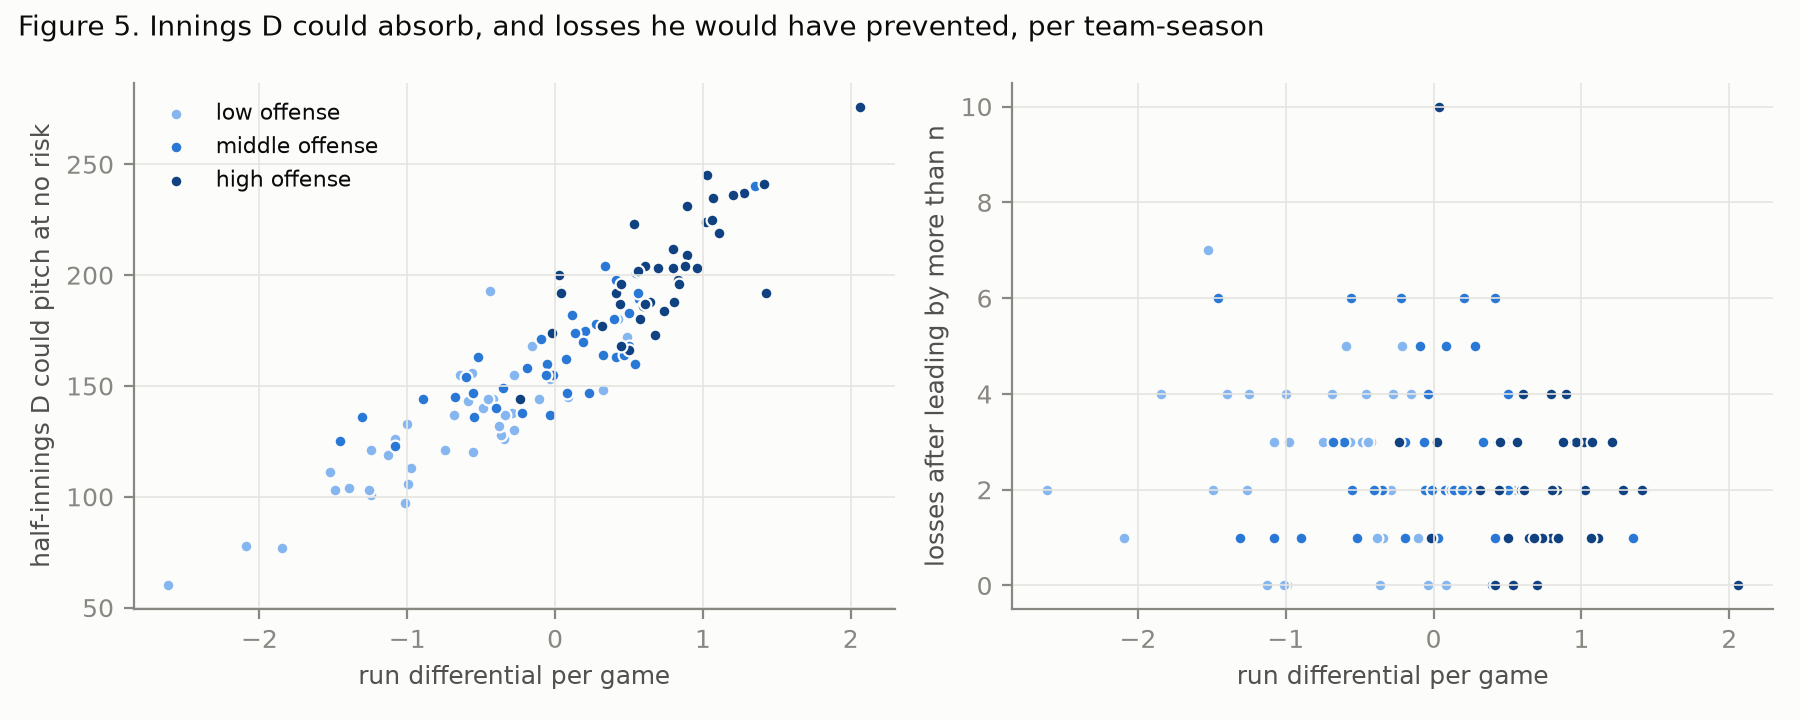 Figure 5. Innings D could absorb, and losses he would have prevented, per team-season
half-innings D could pitch at no risk
250
200
150
100
50
low offense
middle offense
high offense
−2
−1
0
1
2
run differential per game
losses after leading by more than n
10
8
6
4
2
0
−2
−1
0
1
2
run differential per game